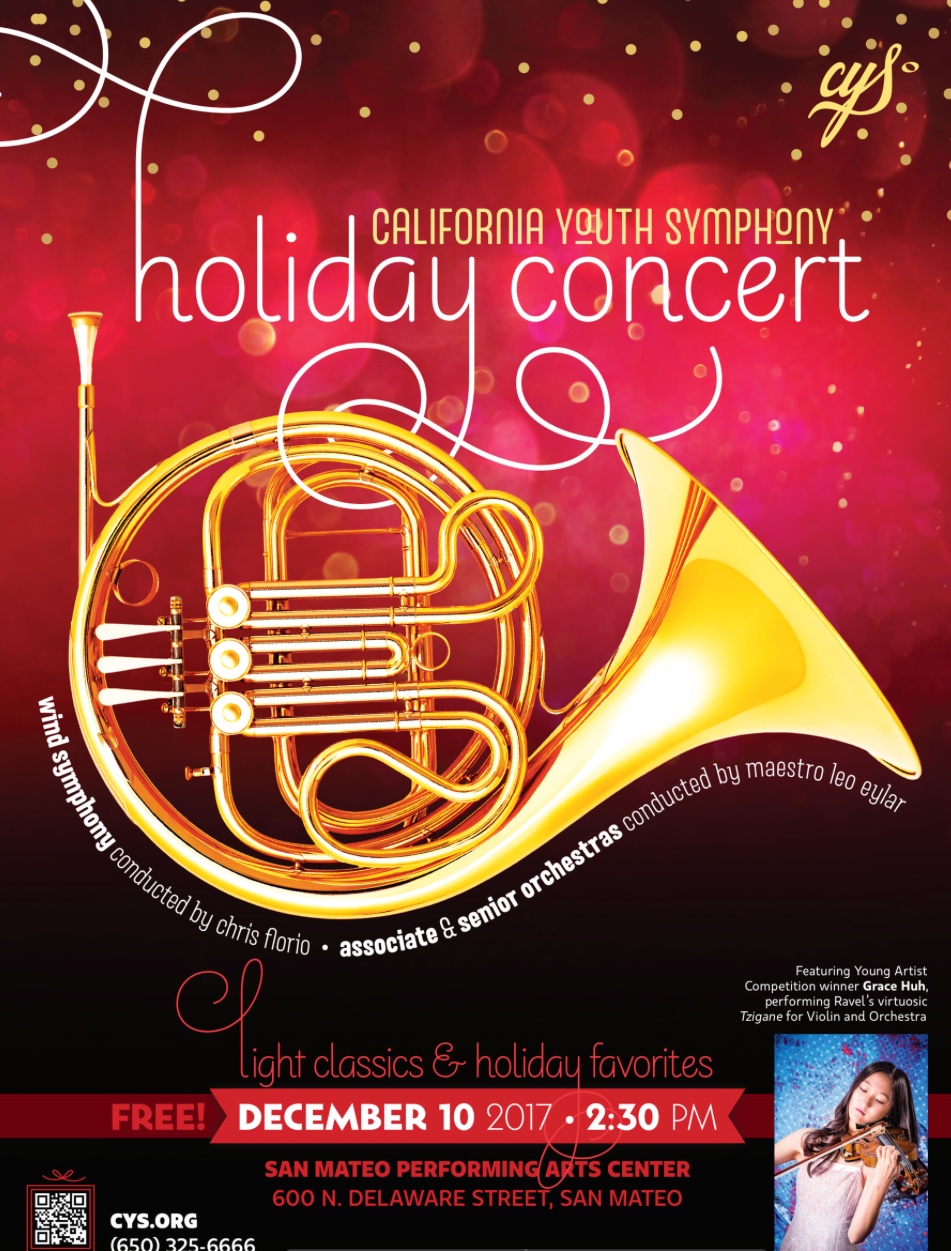 cys
CALIFORNIA YOUTH SYMPHONY
holiday concert
wind symphony conducted by chris florio • associate & senior orchestras conducted by maestro leo eylar
Featuring Young Artist
Competition winner Grace Huh,
performing Ravel's virtuosic
Tzigane for Violin and Orchestra
light classics & holiday favorites
FREE! DECEMBER 10 2017 • 2:30 PM
SAN MATEO PERFORMING ARTS CENTER
600 N. DELAWARE STREET, SAN MATEO
CYS.ORG
(650) 325-6666